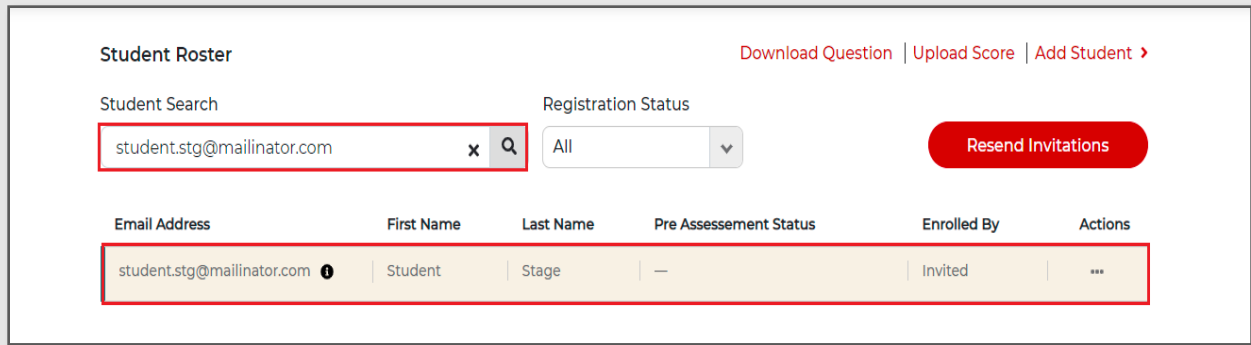 Student Roster
Download Question | Upload Score | Add Student >
Student Search
Registration Status
student.stg@mailinator.com x
All
Resend Invitations
Email Address First Name Last Name Pre Assessement Status Enrolled By Actions
student.stg@mailinator.com Student Stage — Invited ...